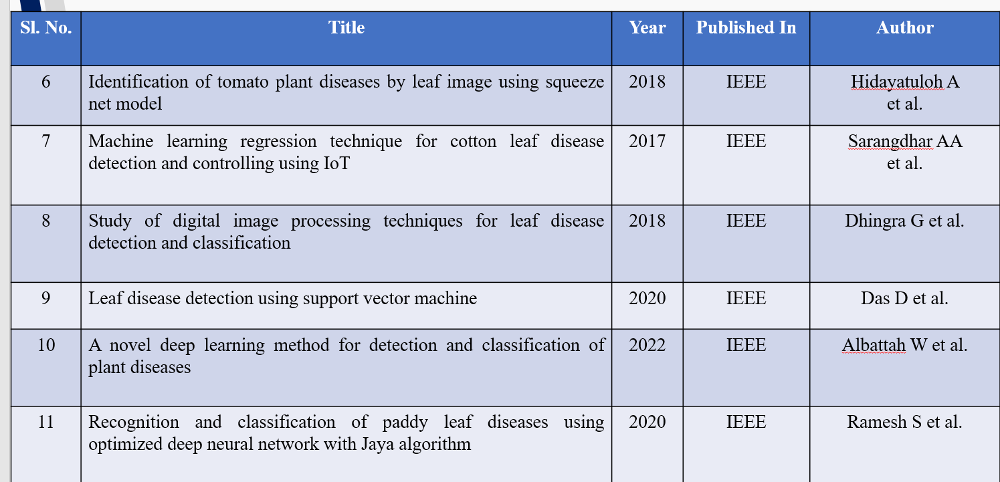 Sl. No. Title Year Published In Author
6 Identification of tomato plant diseases by leaf image using squeeze 2018 IEEE Hidayatuloh A
net model et al.
7 Machine learning regression technique for cotton leaf disease 2017 IEEE Sarangdhar AA
detection and controlling using IoT et al.
8 Study of digital image processing techniques for leaf disease 2018 IEEE Dhingra G et al.
detection and classification
9 Leaf disease detection using support vector machine 2020 IEEE Das D et al.
10 A novel deep learning method for detection and classification of 2022 IEEE Albattah W et al.
plant diseases
11 Recognition and classification of paddy leaf diseases using 2020 IEEE Ramesh S et al.
optimized deep neural network with Jaya algorithm